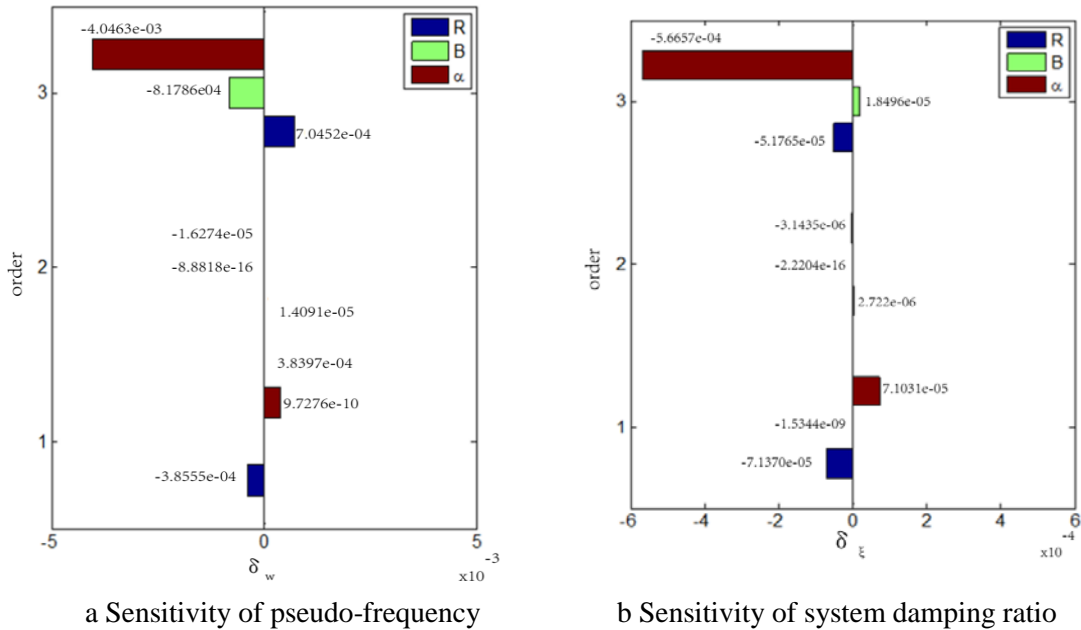 -4.0463e-03
R
B
α
-8.1786e04
3
7.0452e-04
-1.6274e-05
2
-8.8818e-16
order
1.4091e-05
3.8397e-04
9.7276e-10
1
-3.8555e-04
-5
0
5
δ w
x10 -3
a Sensitivity of pseudo-frequency
-5.6657e-04
R
B
α
3
1.8496e-05
-5.1765e-05
-3.1435e-06
2
-2.2204e-16
order
2.722e-06
7.1031e-05
1
-1.5344e-09
-7.1370e-05
-6
-4
-2
0
2
4
6
δ ξ
x10 -4
b Sensitivity of system damping ratio